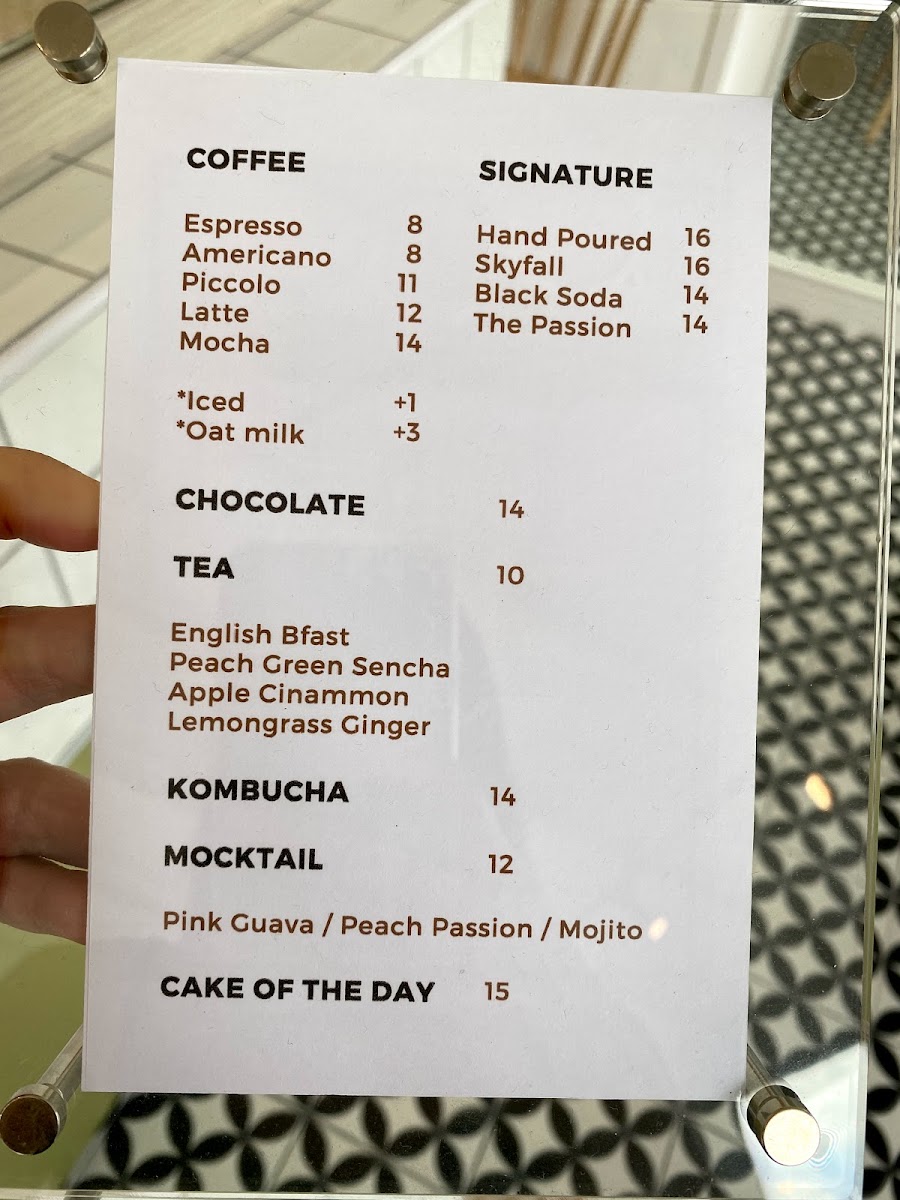 COFFEE
Espresso 8
Americano 8
Piccolo 11
Latte 12
Mocha 14
*Iced +1
*Oat milk +3
SIGNATURE
Hand Poured 16
Skyfall 16
Black Soda 14
The Passion 14
CHOCOLATE 14
TEA 10
English Bfast
Peach Green Sencha
Apple Cinammon
Lemongrass Ginger
KOMBUCHA 14
MOCKTAIL 12
Pink Guava / Peach Passion / Mojito
CAKE OF THE DAY 15